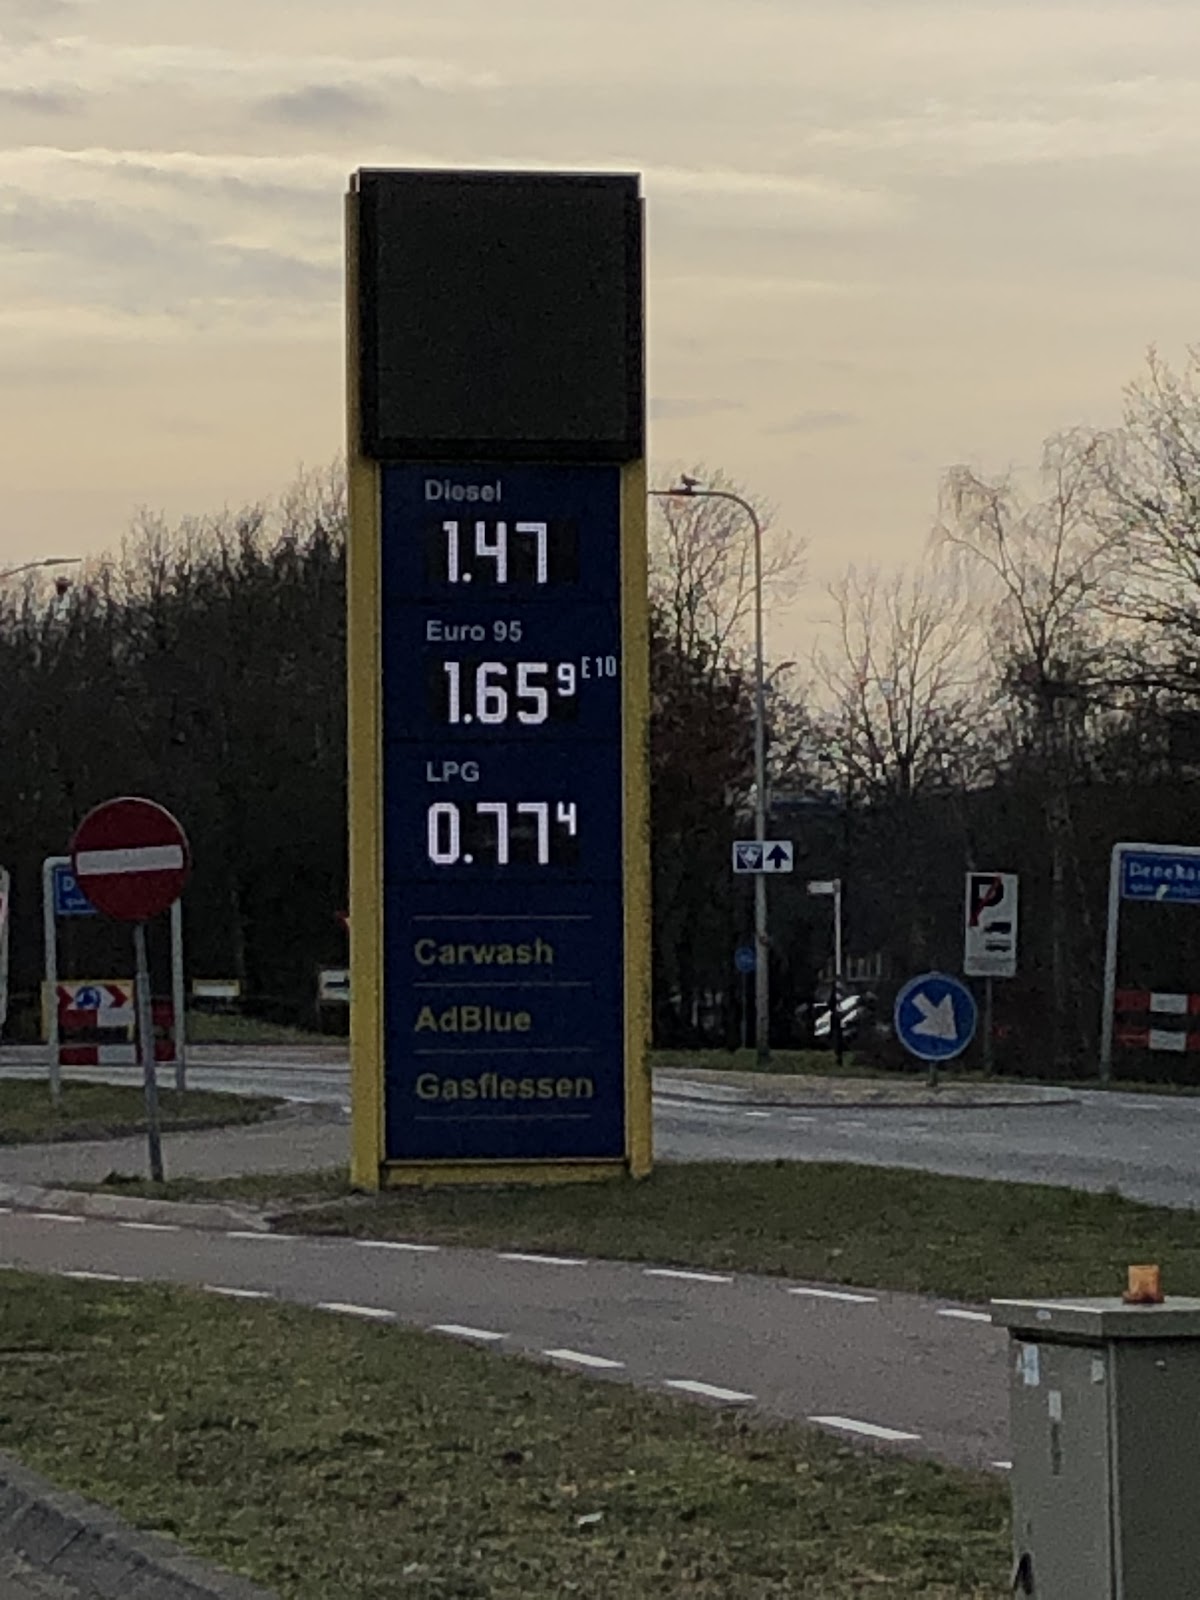 Diesel
1.47
Euro 95
1.65⁹ E10
LPG
0.77⁴
Carwash
AdBlue
Gasflessen
P